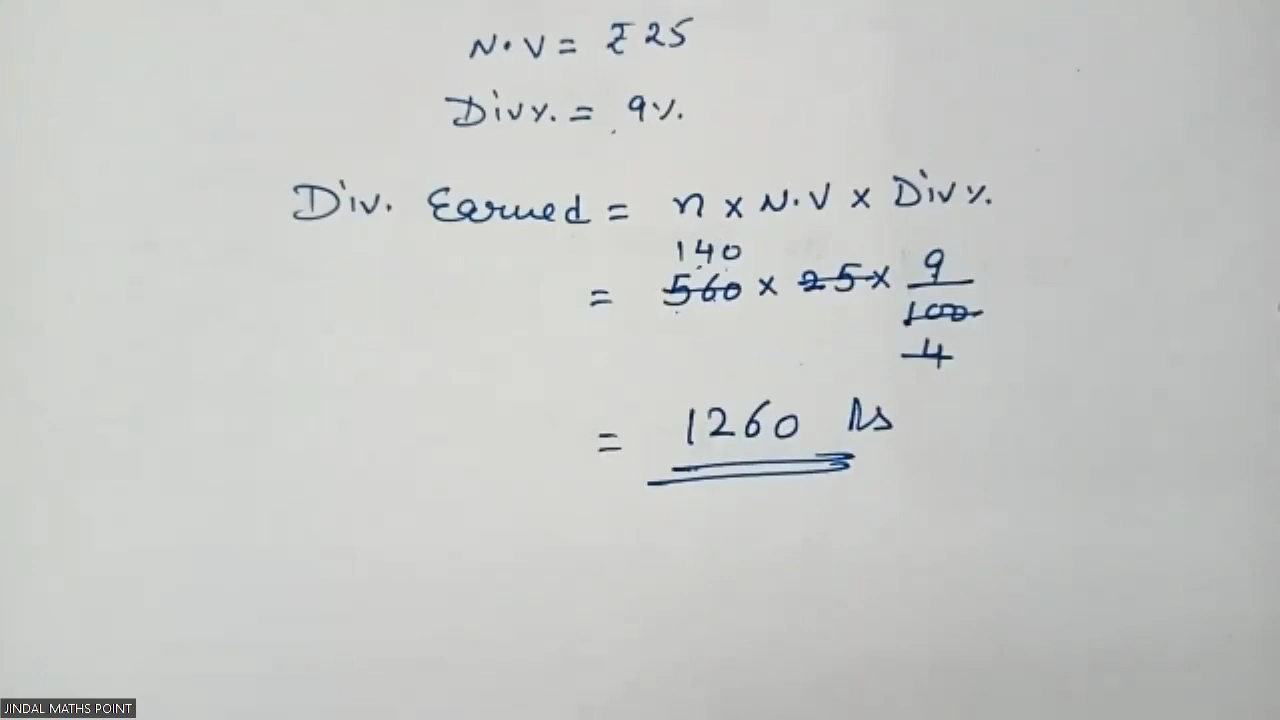 N.V = ₹25
Div%. = 9%.
Div. Earned = n x N.V x Div%.
140
= 560 x 25 x 9
100
4
= 1260 Rs
JINDAL MATHS POINT